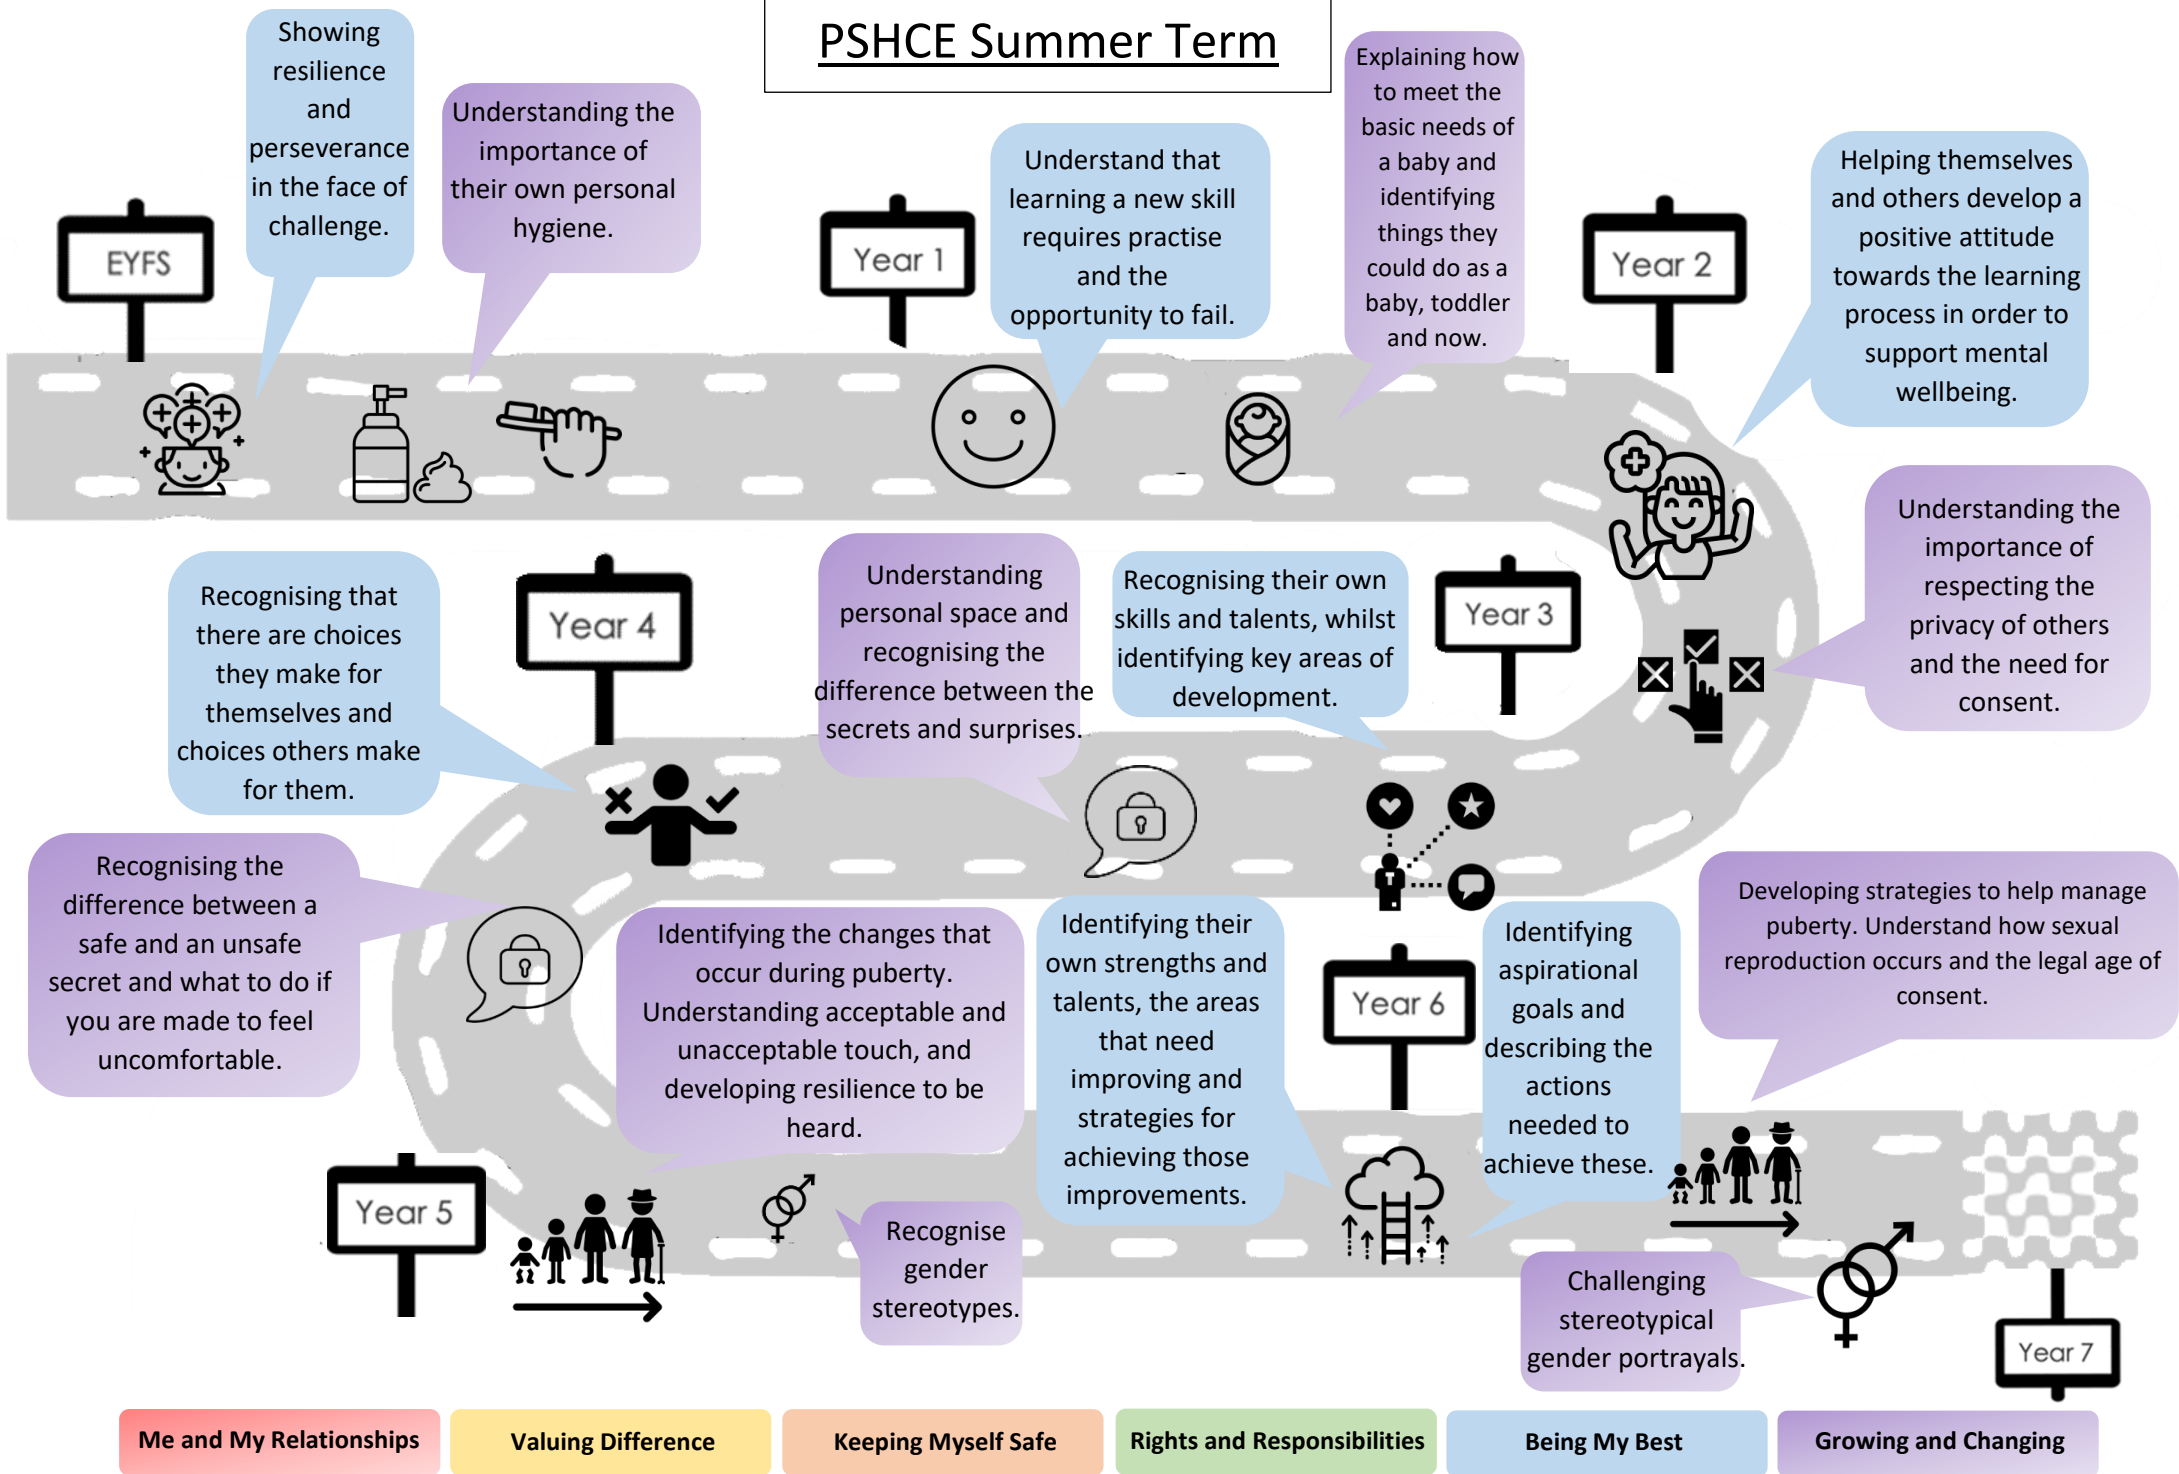 PSHCE Summer Term
EYFS
Showing
resilience
and
perseverance
in the face of
challenge.
Understanding the
importance of
their own personal
hygiene.
Year 1
Understand that
learning a new skill
requires practise
and the
opportunity to fail.
Explaining how
to meet the
basic needs of
a baby and
identifying
things they
could do as a
baby, toddler
and now.
Year 2
Helping themselves
and others develop a
positive attitude
towards the learning
process in order to
support mental
wellbeing.
Understanding the
importance of
respecting the
privacy of others
and the need for
consent.
Year 3
Recognising their own
skills and talents, whilst
identifying key areas of
development.
Understanding
personal space and
recognising the
difference between the
secrets and surprises.
Year 4
Recognising that
there are choices
they make for
themselves and
choices others make
for them.
Recognising the
difference between a
safe and an unsafe
secret and what to do if
you are made to feel
uncomfortable.
Year 5
Identifying the changes that
occur during puberty.
Understanding acceptable and
unacceptable touch, and
developing resilience to be
heard.
Recognise
gender
stereotypes.
Identifying their
own strengths and
talents, the areas
that need
improving and
strategies for
achieving those
improvements.
Year 6
Identifying
aspirational
goals and
describing the
actions
needed to
achieve these.
Developing strategies to help manage
puberty. Understand how sexual
reproduction occurs and the legal age of
consent.
Challenging
stereotypical
gender portrayals.
Year 7
Me and My Relationships
Valuing Difference
Keeping Myself Safe
Rights and Responsibilities
Being My Best
Growing and Changing